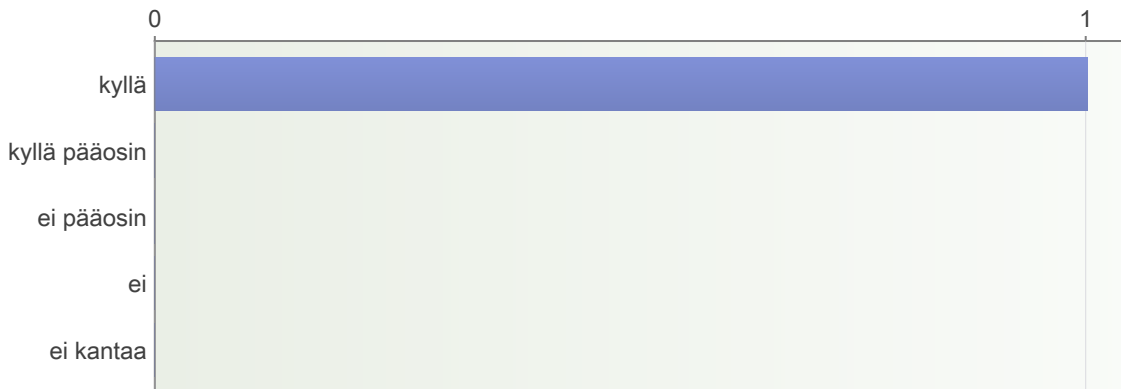 0 1
kyllä
kyllä pääosin
ei pääosin
ei
ei kantaa